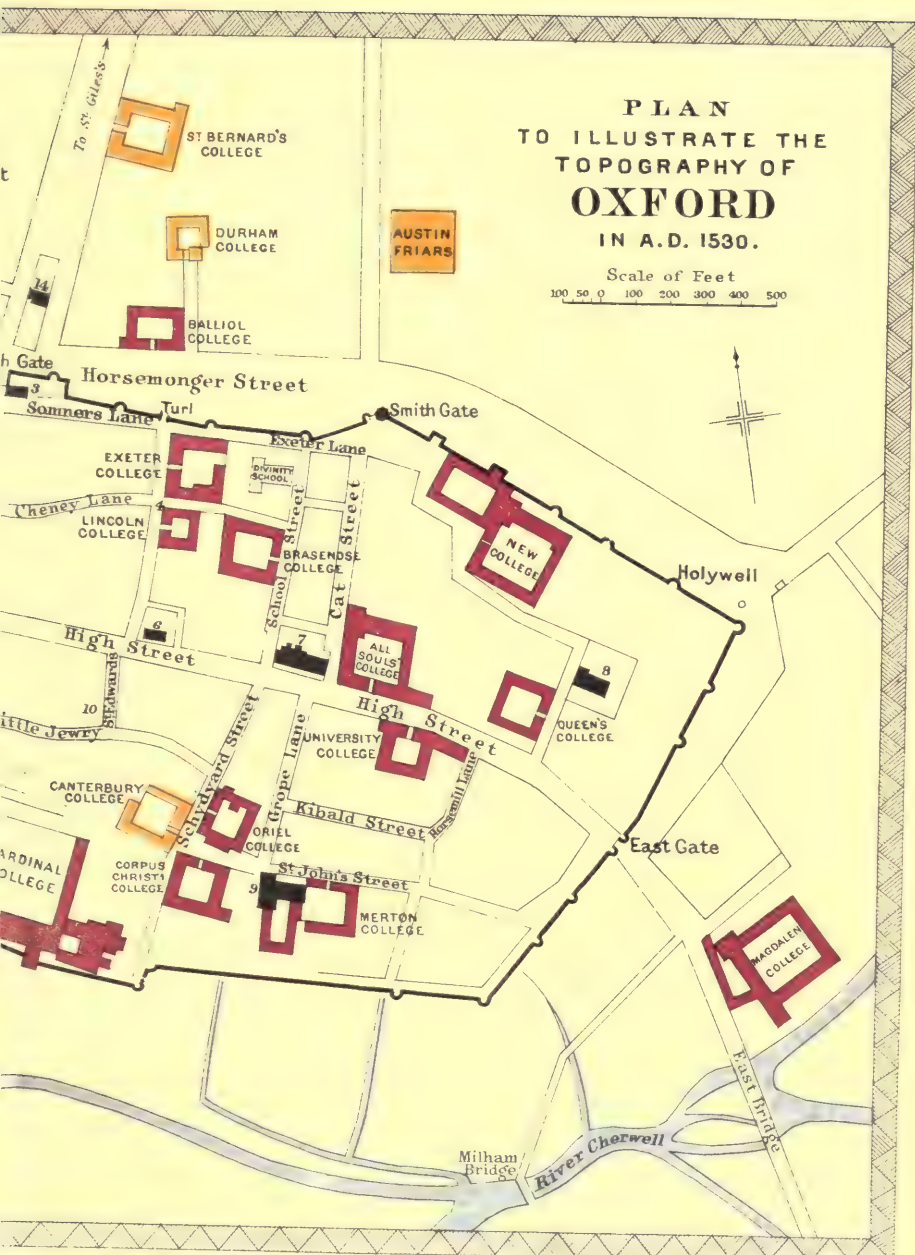 PLAN
TO ILLUSTRATE THE
TOPOGRAPHY OF
OXFORD
IN A.D. 1530.
Scale of Feet
100 50 0 100 200 300 400 500
To St. Giles's
ST BERNARD'S
COLLEGE
t
DURHAM
COLLEGE
AUSTIN
FRIARS
14
BALLIOL
COLLEGE
h Gate
3
Horsemonger Street
Somners Lane
Turl
Smith Gate
Exeter Lane
EXETER
COLLEGE
DIVINITY
SCHOOL
Cheney Lane
4
LINCOLN
COLLEGE
BRASENOSE
COLLEGE
School Street
Cat Street
NEW
COLLEGE
Holywell
6
7
High Street
ALL
SOULS
COLLEGE
8
St Edwards
10
ittle Jewry
High Street
QUEEN'S
COLLEGE
UNIVERSITY
COLLEGE
Schydyard Street
Grope Lane
Horsemill Lane
CANTERBURY
COLLEGE
Kibald Street
ORIEL
COLLEGE
East Gate
ARDINAL
OLLEGE
CORPUS
CHRISTI
COLLEGE
St John's Street
9
MERTON
COLLEGE
MAGDALEN
COLLEGE
East Bridge
Milham
Bridge
River Cherwell